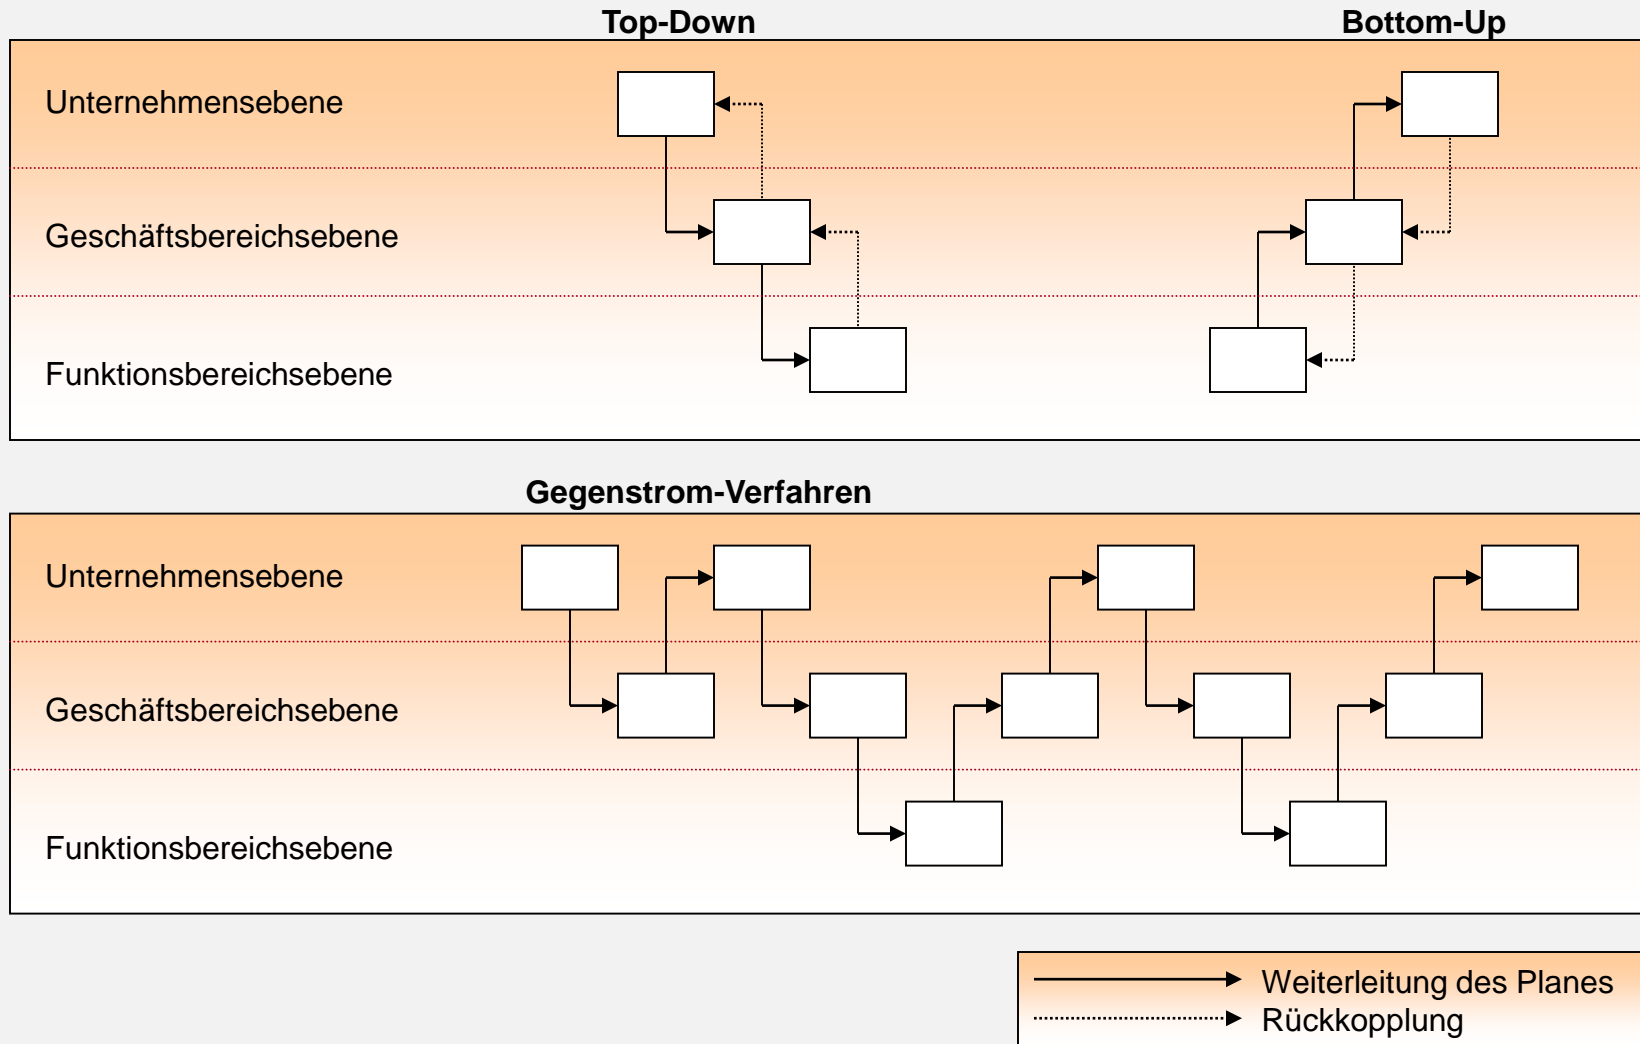 Top-Down
Bottom-Up
Unternehmensebene
Geschäftsbereichsebene
Funktionsbereichsebene
Gegenstrom-Verfahren
Unternehmensebene
Geschäftsbereichsebene
Funktionsbereichsebene
Weiterleitung des Planes
Rückkopplung